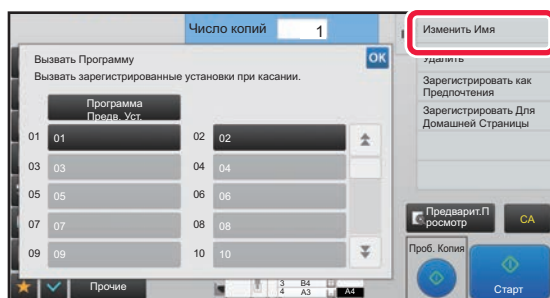 Число копий 1
Изменить Имя
Вызвать Программу
OK
Удалить
Вызвать зарегистрированные установки при касании.
Зарегистрировать как
Предпочтения
Программа
Предв. Уст.
Зарегистрировать Для
Домашней Страницы
01 01
02 02
03 03
04 04
05 05
06 06
07 07
08 08
09 09
10 10
Предварит.П
росмотр
CA
Проб. Копия
Прочие
3 B4
4 A3
A4
Старт